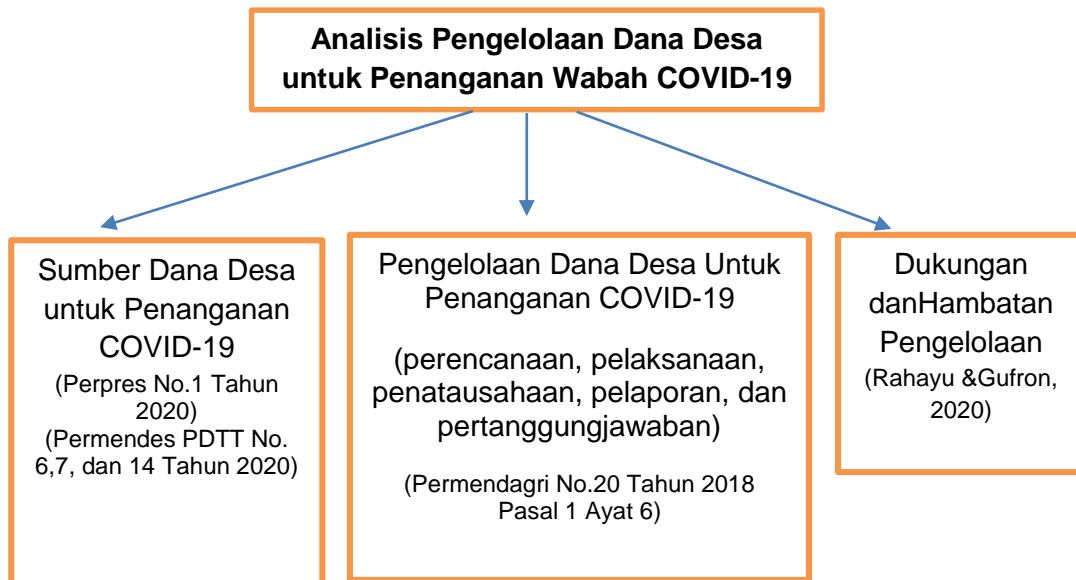 Analisis Pengelolaan Dana Desa
untuk Penanganan Wabah COVID-19
Sumber Dana Desa
untuk Penanganan
COVID-19
(Perpres No.1 Tahun
2020)
(Permendes PDTT No.
6,7, dan 14 Tahun 2020)
Pengelolaan Dana Desa Untuk
Penanganan COVID-19
(perencanaan, pelaksanaan,
penatausahaan, pelaporan, dan
pertanggungjawaban)
(Permendagri No.20 Tahun 2018
Pasal 1 Ayat 6)
Dukungan
danHambatan
Pengelolaan
(Rahayu &Gufron,
2020)